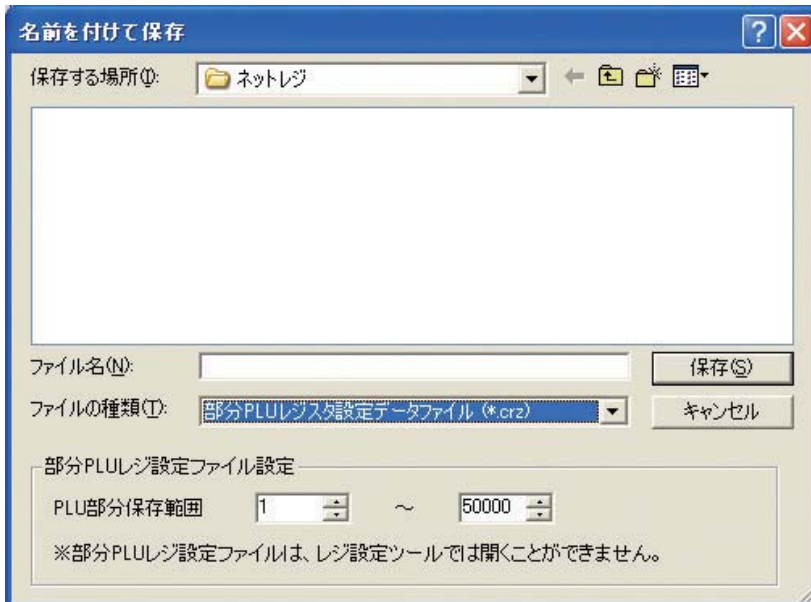 名前を付けて保存
保存する場所(I): ネットレジ
ファイル名(N): 保存(S)
ファイルの種類(T): 部分PLUレジスタ設定データファイル (*.crz) キャンセル
部分PLUレジ設定ファイル設定
PLU部分保存範囲 1 ～ 50000
※部分PLUレジ設定ファイルは、レジ設定ツールでは開くことができません。